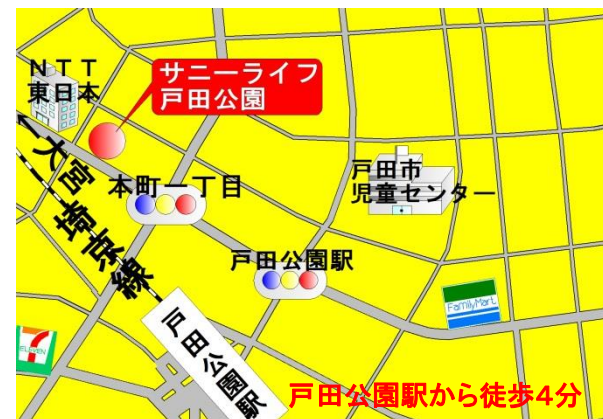 NTT
東日本
サニーライフ
戸田公園
←大宮
埼京線
本町一丁目
戸田市
児童センター
戸田公園駅
FamilyMart
7
ELEVEN
戸田公園駅
戸田公園駅から徒歩4分